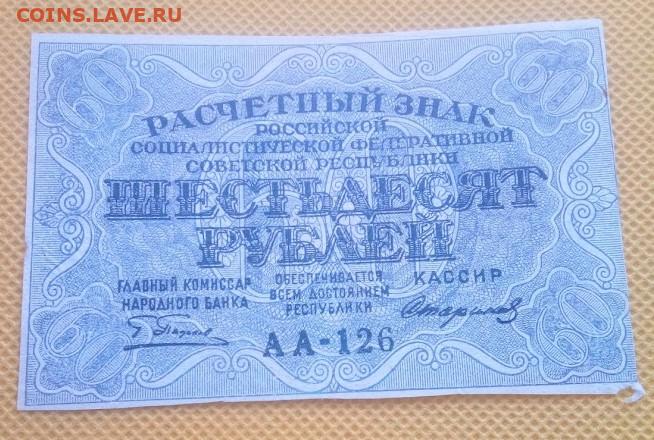 COINS.LAVE.RU
60 60
РАСЧЕТНЫЙ ЗНАК
РОССИЙСКОЙ
СОЦИАЛИСТИЧЕСКОЙ ФЕДЕРАТИВНОЙ
СОВЕТСКОЙ РЕСПУБЛИКИ
ШЕСТЬДЕСЯТ
РУБЛЕЙ
ГЛАВНЫЙ КОМИССАР
НАРОДНОГО БАНКА
ОБЕСПЕЧИВАЕТСЯ
ВСЕМ ДОСТОЯНИЕМ
РЕСПУБЛИКИ
КАССИР
АА-126
60 60